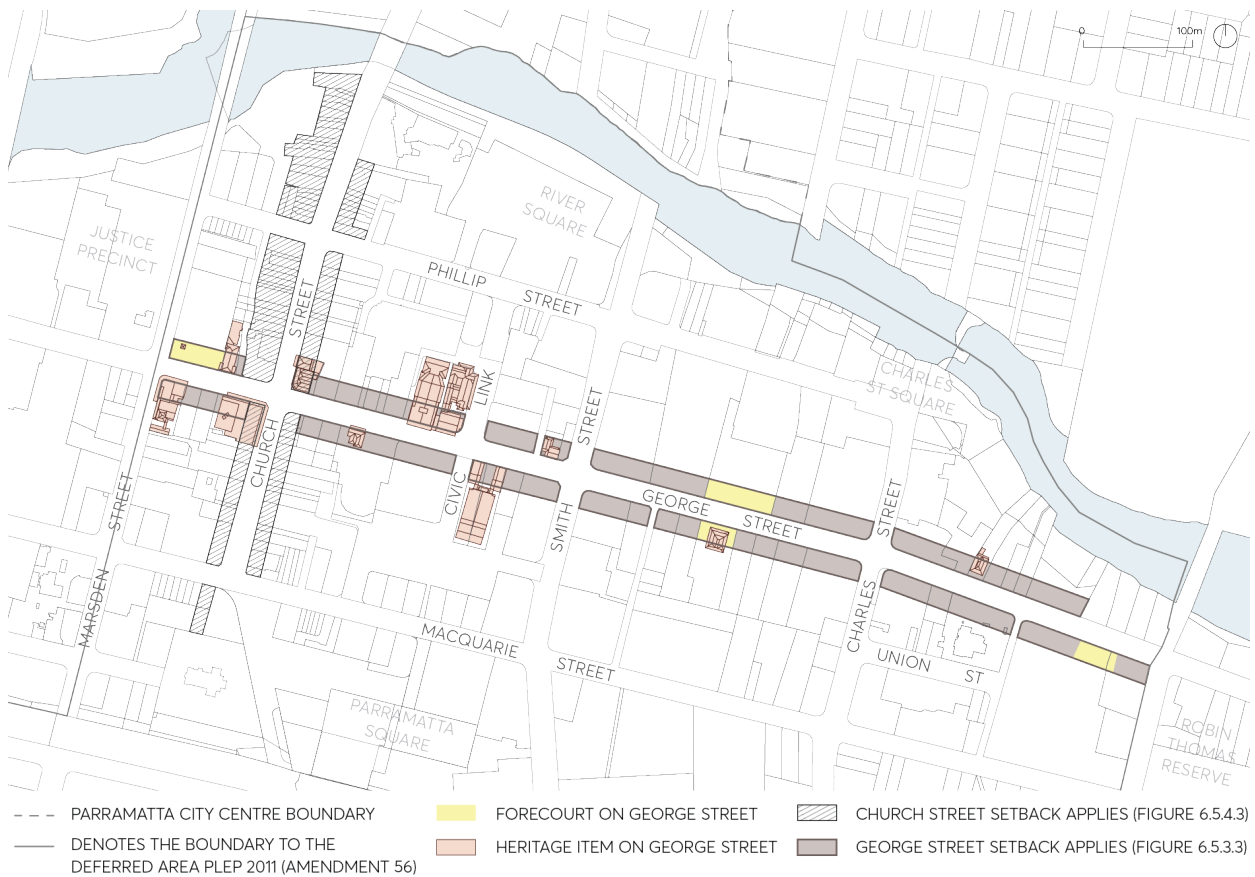 0
100m
RIVER
SQUARE
JUSTICE
PRECINCT
PHILLIP STREET
STREET
CHARLES
ST SQUARE
LINK
STREET
CHURCH
CIVIC
GEORGE STREET
STREET
STREET
SMITH
MARSDEN
CHARLES
MACQUARIE STREET
UNION ST
PARRAMATTA
SQUARE
ROBIN
THOMAS
RESERVE
PARRAMATTA CITY CENTRE BOUNDARY
DENOTES THE BOUNDARY TO THE
DEFERRED AREA PLEP 2011 (AMENDMENT 56)
FORECOURT ON GEORGE STREET
HERITAGE ITEM ON GEORGE STREET
CHURCH STREET SETBACK APPLIES (FIGURE 6.5.4.3)
GEORGE STREET SETBACK APPLIES (FIGURE 6.5.3.3)